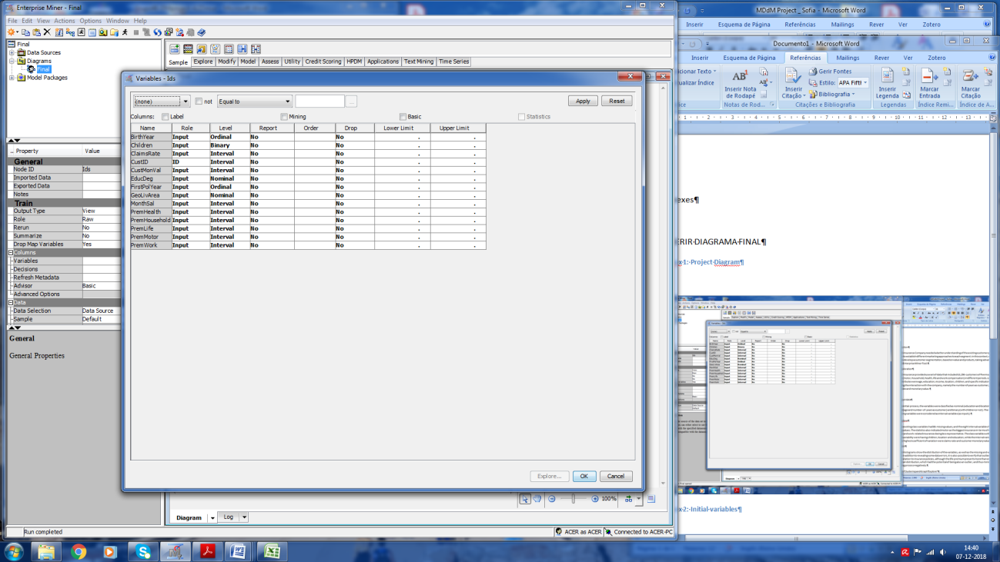 Enterprise Miner - Final
File Edit View Actions Options Window Help
Final
Data Sources
Diagrams
Final
Model Packages
Sample Explore Modify Model Assess Utility Credit Scoring HPDM Applications Text Mining Time Series
.. Property Value
General
Node ID Ids
Imported Data
Exported Data
Notes
Train
Output Type View
Role Raw
Rerun No
Summarize No
Drop Map Variables Yes
Columns
Variables
Decisions
Refresh Metadata
Advisor Basic
Advanced Options
Data
Data Selection Data Source
Sample Default
General
General Properties
Variables - Ids
(none) not Equal to ... Apply Reset
Columns: Label Mining Basic Statistics
Name Role Level Report Order Drop Lower Limit Upper Limit
BirthYear Input Ordinal No No . .
Children Input Binary No No . .
ClaimsRate Input Interval No No . .
CustID ID Interval No No . .
CustMonVal Input Interval No No . .
EducDeg Input Nominal No No . .
FirstPolYear Input Ordinal No No . .
GeoLivArea Input Nominal No No . .
MonthSal Input Interval No No . .
PremHealth Input Interval No No . .
PremHousehold Input Interval No No . .
PremLife Input Interval No No . .
PremMotor Input Interval No No . .
PremWork Input Interval No No . .
Explore... OK Cancel
100%
Diagram Log
Run completed
ACER as ACER Connected to ACER-PC
MDdM Project _ Sofia - Microsoft Word
Inserir Esquema de Página Referências Mailings Rever Ver Zotero
Documento1 - Microsoft Word
Inserir Esquema de Página Referências Mailings Rever Ver Zotero
cionar Texto
ualizar Índice
AB¹
Inserir Nota de Rodapé
Notas de Rod...
Inserir Citação
Gerir Fontes
Estilo: APA Fifth
Bibliografia
Citações e Bibliografia
Inserir Legenda
Legendas
Marcar Entrada
Índice Remi...
Marcar Citação
Índice de A...
exes¶
ERIR·DIAGRAMA·FINAL¶
x·1:·Project·Diagram¶
x·2:·Initial·variables¶
14:40
07-12-2018